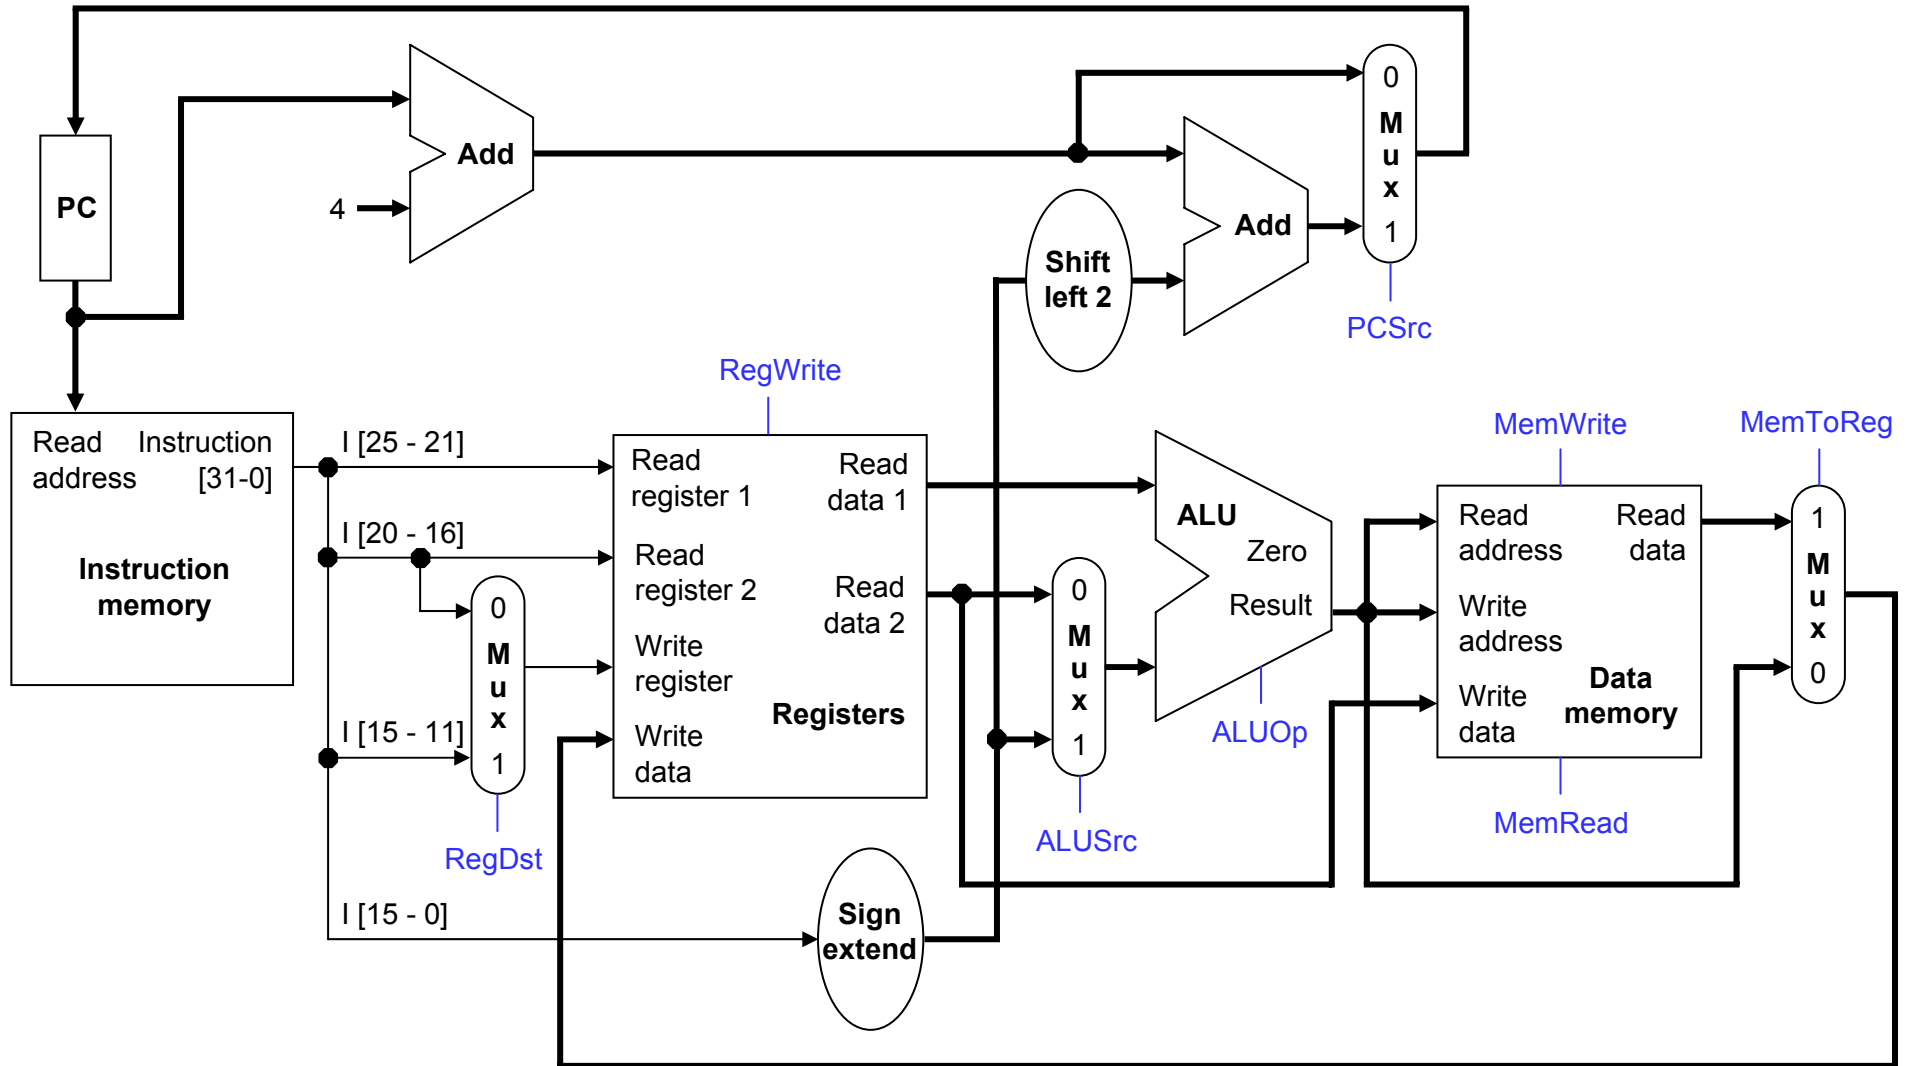 PC
4
Add
Shift
left 2
Add
0
M
u
x
1
PCSrc
Read
address
Instruction
[31-0]
Instruction
memory
I [25 - 21]
I [20 - 16]
I [15 - 11]
I [15 - 0]
0
M
u
x
1
RegDst
RegWrite
Read
register 1
Read
register 2
Write
register
Write
data
Read
data 1
Read
data 2
Registers
Sign
extend
0
M
u
x
1
ALUSrc
ALU
Zero
Result
ALUOp
MemWrite
Read
address
Write
address
Write
data
Read
data
Data
memory
MemRead
MemToReg
1
M
u
x
0